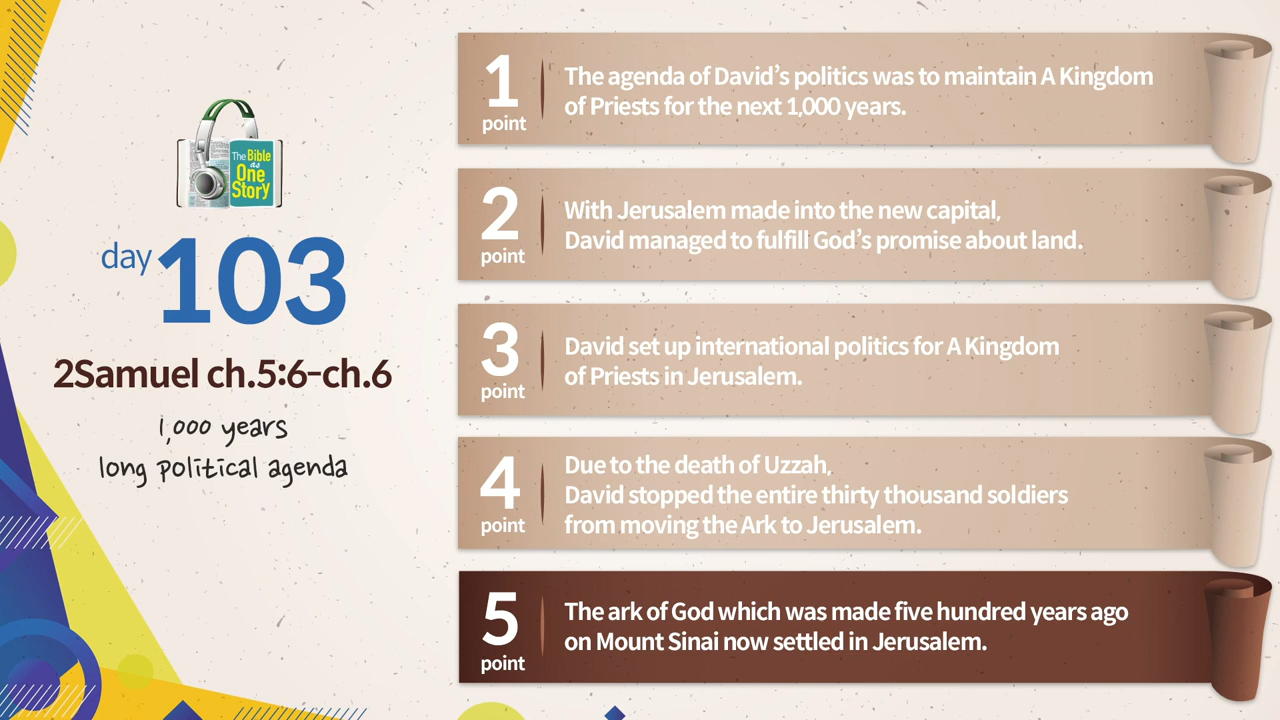 The Bible
as
One
Story
day 103
2Samuel ch.5:6-ch.6
1,000 years
long political agenda
1
point
The agenda of David's politics was to maintain A Kingdom
of Priests for the next 1,000 years.
2
point
With Jerusalem made into the new capital,
David managed to fulfill God's promise about land.
3
point
David set up international politics for A Kingdom
of Priests in Jerusalem.
4
point
Due to the death of Uzzah,
David stopped the entire thirty thousand soldiers
from moving the Ark to Jerusalem.
5
point
The ark of God which was made five hundred years ago
on Mount Sinai now settled in Jerusalem.